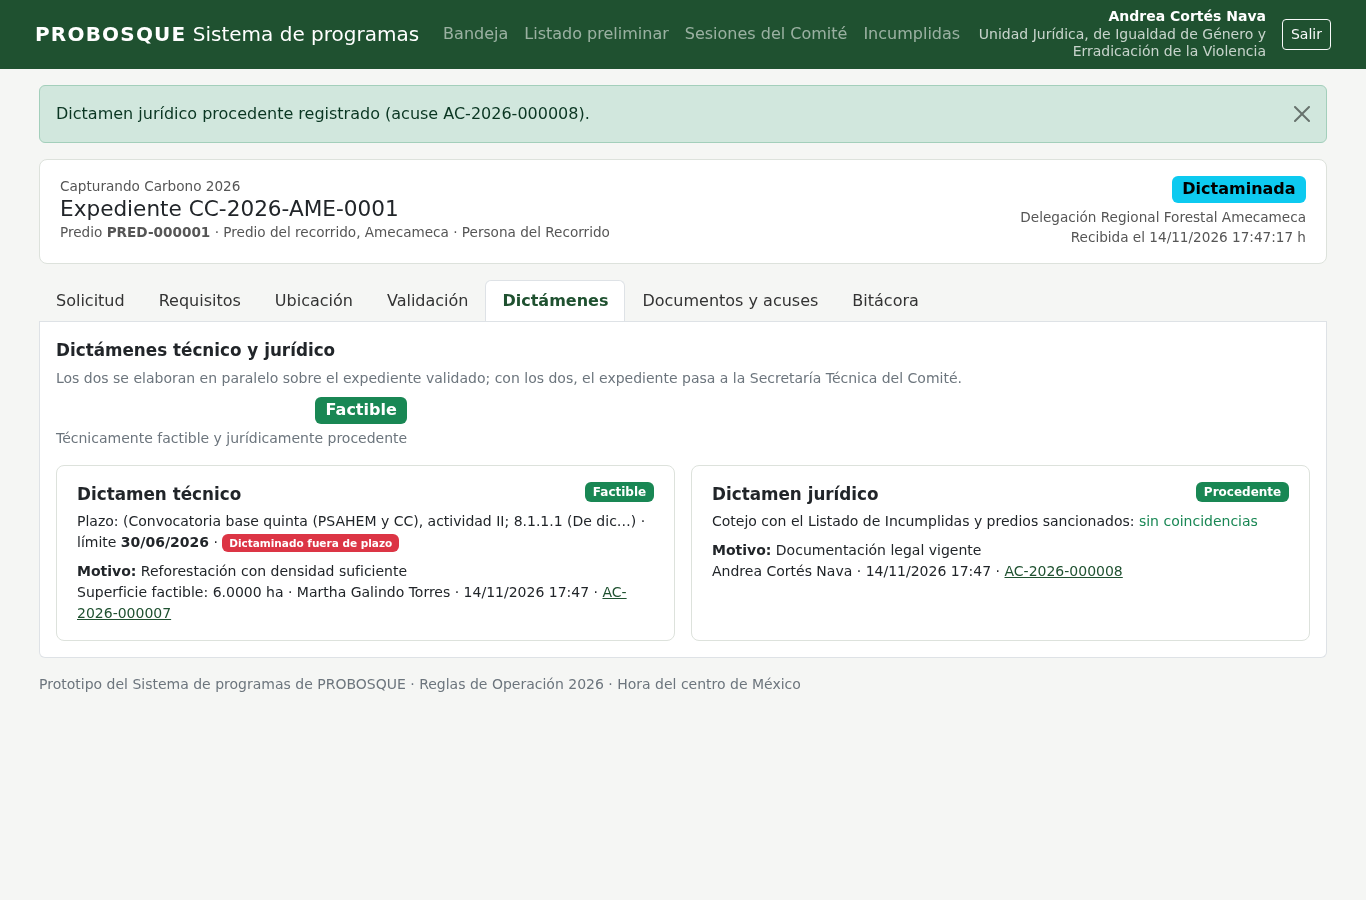 PROBOSQUE Sistema de programas
Bandeja
Listado preliminar
Sesiones del Comité
Incumplidas
Andrea Cortés Nava
Unidad Jurídica, de Igualdad de Género y
Erradicación de la Violencia
Salir
Dictamen jurídico procedente registrado (acuse AC-2026-000008).
Capturando Carbono 2026
Expediente CC-2026-AME-0001
Predio PRED-000001 · Predio del recorrido, Amecameca · Persona del Recorrido
Dictaminada
Delegación Regional Forestal Amecameca
Recibida el 14/11/2026 17:47:17 h
Solicitud
Requisitos
Ubicación
Validación
Dictámenes
Documentos y acuses
Bitácora
Dictámenes técnico y jurídico
Los dos se elaboran en paralelo sobre el expediente validado; con los dos, el expediente pasa a la Secretaría Técnica del Comité.
Factible
Técnicamente factible y jurídicamente procedente
Dictamen técnico
Factible
Plazo: (Convocatoria base quinta (PSAHEM y CC), actividad II; 8.1.1.1 (De dic…) ·
límite 30/06/2026 · Dictaminado fuera de plazo
Motivo: Reforestación con densidad suficiente
Superficie factible: 6.0000 ha · Martha Galindo Torres · 14/11/2026 17:47 · AC-
2026-000007
Dictamen jurídico
Procedente
Cotejo con el Listado de Incumplidas y predios sancionados: sin coincidencias
Motivo: Documentación legal vigente
Andrea Cortés Nava · 14/11/2026 17:47 · AC-2026-000008
Prototipo del Sistema de programas de PROBOSQUE · Reglas de Operación 2026 · Hora del centro de México